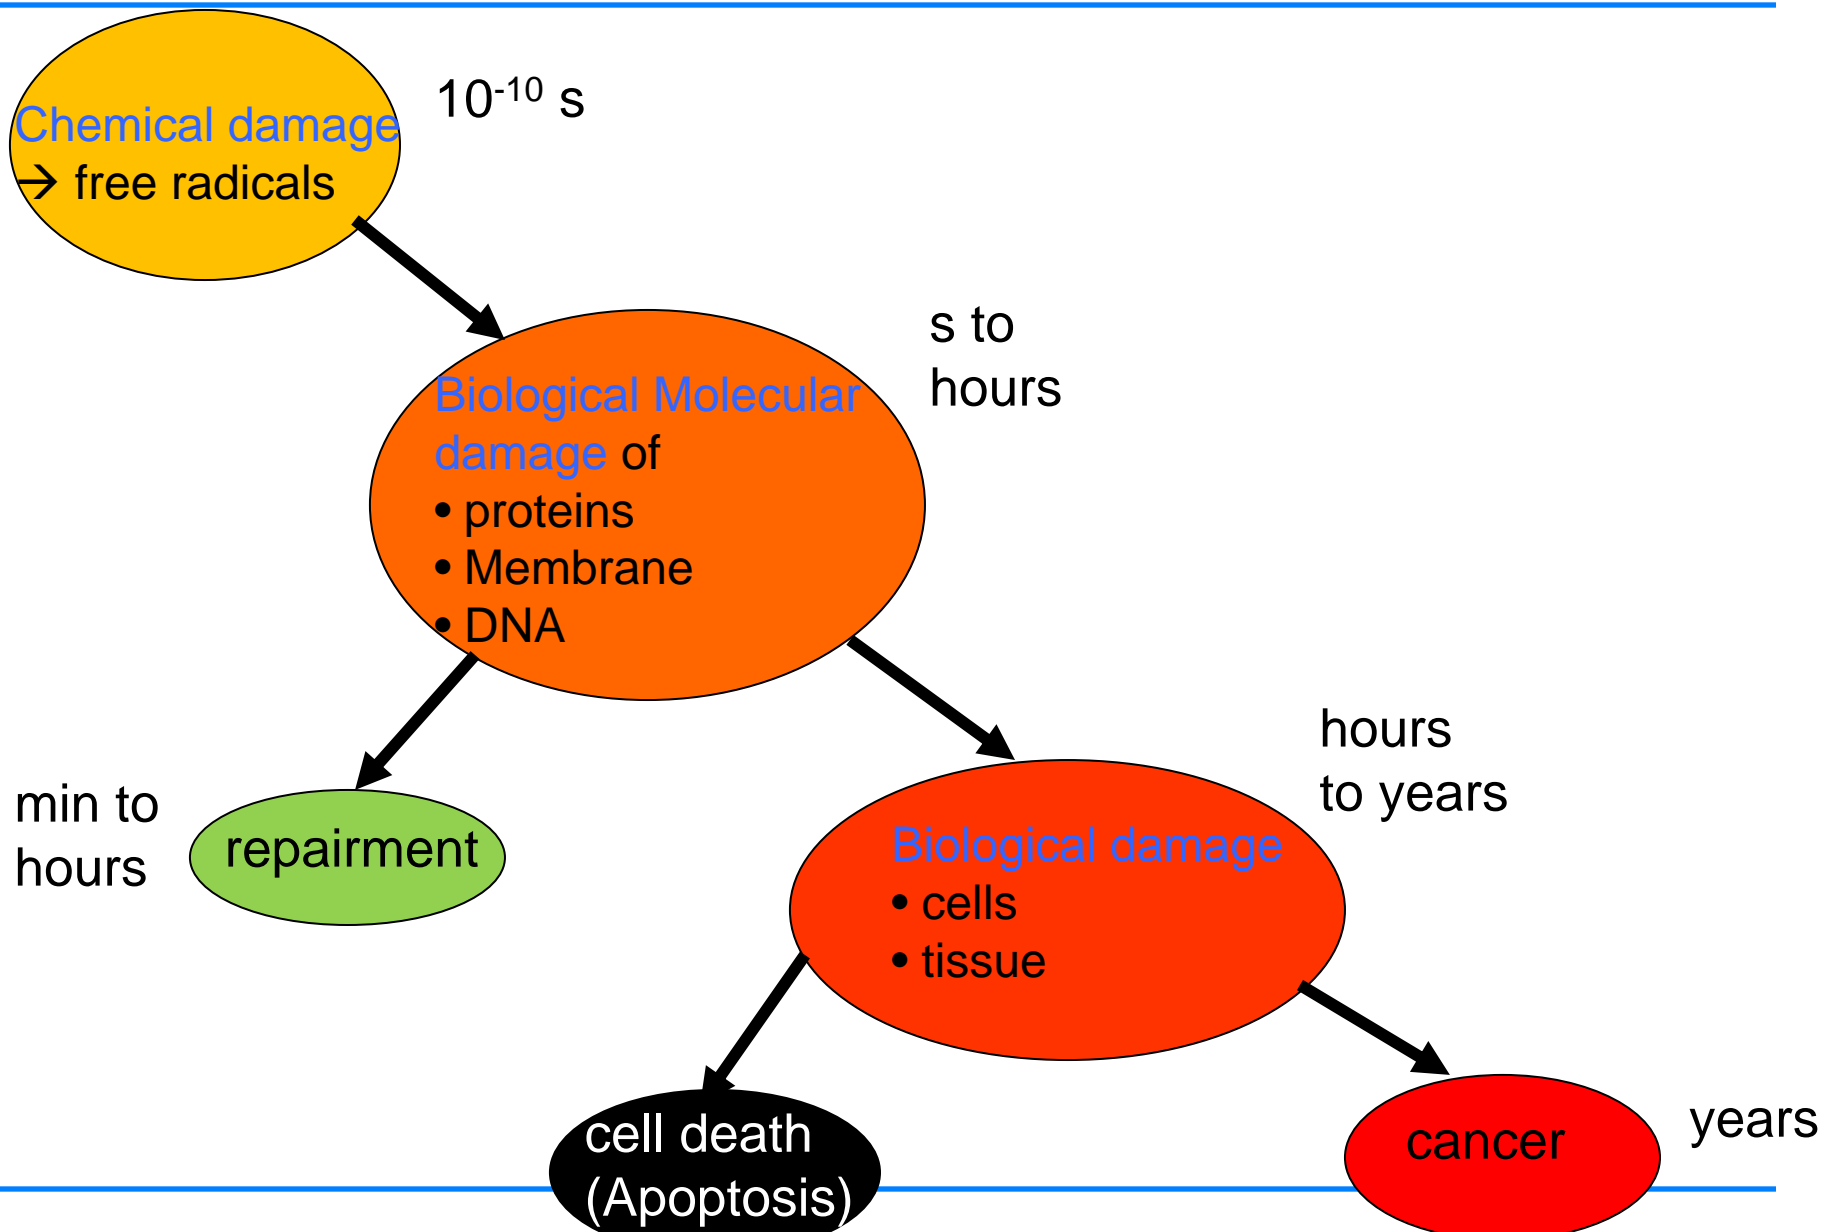 Chemical damage
→ free radicals
10⁻¹⁰ s
s to
hours
Biological Molecular
damage of
• proteins
• Membrane
• DNA
min to
hours
repairment
hours
to years
Biological damage
• cells
• tissue
cell death
(Apoptosis)
cancer
years